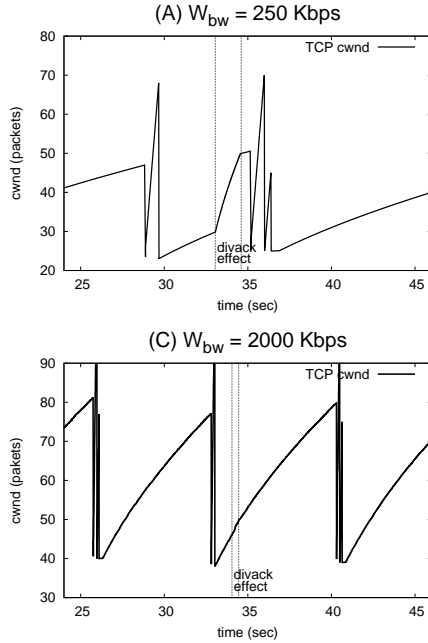 (A) W_bw = 250 Kbps
80
70
60
50
40
30
20
cwnd (packets)
TCP cwnd
divack
effect
25 30 35 40 45
time (sec)
(C) W_bw = 2000 Kbps
90
80
70
60
50
40
30
cwnd (pakets)
TCP cwnd
divack
effect
25 30 35 40 45
time (sec)